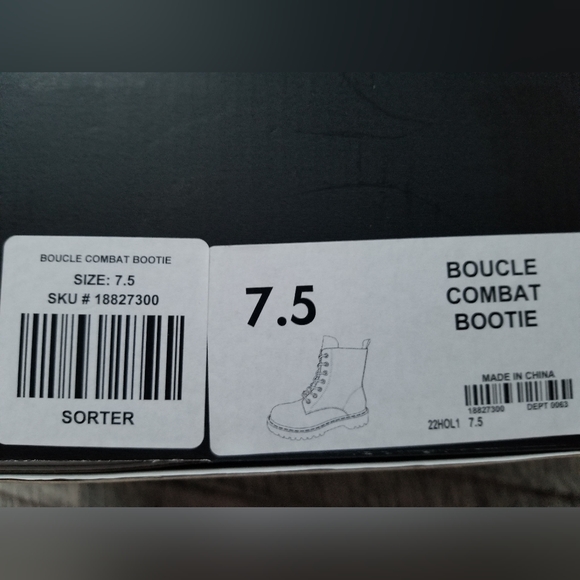 BOUCLE COMBAT BOOTIE
SIZE: 7.5
SKU # 18827300
SORTER
7.5
BOUCLE
COMBAT
BOOTIE
MADE IN CHINA
18827300 DEPT 0063
22HOL1 7.5